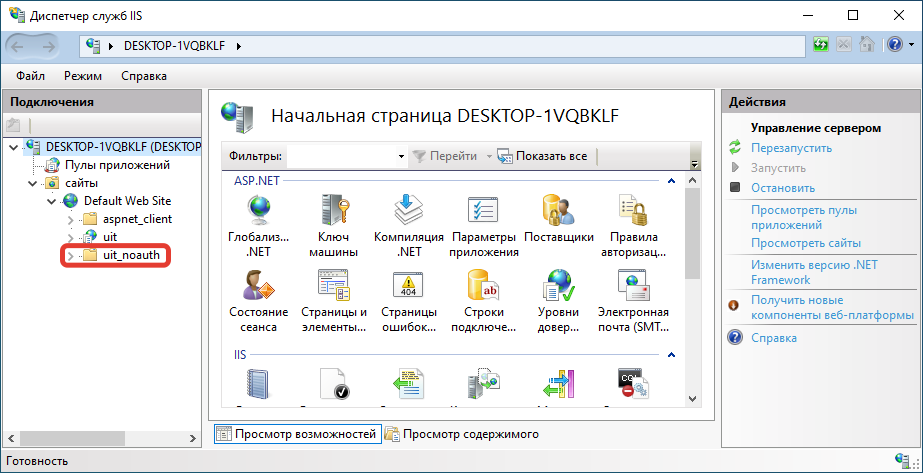 Диспетчер служб IIS
DESKTOP-1VQBKLF
Файл Режим Справка
Подключения
DESKTOP-1VQBKLF (DESKTOP
Пулы приложений
сайты
Default Web Site
aspnet_client
uit
uit_noauth
Начальная страница DESKTOP-1VQBKLF
Фильтры: Перейти Показать все
ASP.NET
Глобализ... .NET
Ключ машины
Компиляция .NET
Параметры приложения
Поставщики
Правила авторизац...
Состояние сеанса
Страницы и элементы...
Страницы ошибок...
404
Строки подключе...
Уровни довер...
Электронная почта (SMT...
IIS
CGI
Просмотр возможностей Просмотр содержимого
Действия
Управление сервером
Перезапустить
Запустить
Остановить
Просмотреть пулы
приложений
Просмотреть сайты
Изменить версию .NET
Framework
Получить новые
компоненты веб-платформы
Справка
Готовность